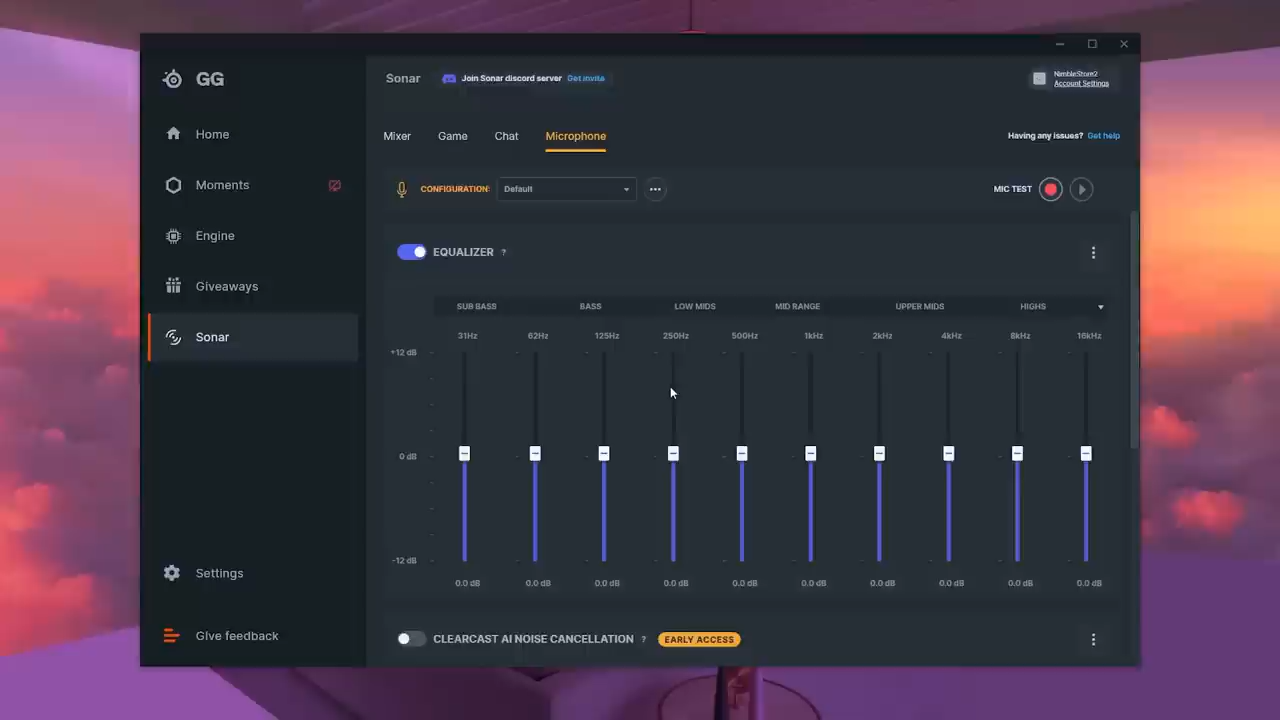 GG
Sonar
Join Sonar discord server Get invite
NimbleStore2
Account Settings
Home
Moments
Engine
Giveaways
Sonar
Settings
Give feedback
Mixer Game Chat Microphone
Having any issues? Get help
CONFIGURATION: Default
MIC TEST
EQUALIZER ?
SUB BASS BASS LOW MIDS MID RANGE UPPER MIDS HIGHS
31Hz 62Hz 125Hz 250Hz 500Hz 1kHz 2kHz 4kHz 8kHz 16kHz
+12 dB
0 dB
-12 dB
0.0 dB 0.0 dB 0.0 dB 0.0 dB 0.0 dB 0.0 dB 0.0 dB 0.0 dB 0.0 dB 0.0 dB
CLEARCAST AI NOISE CANCELLATION ? EARLY ACCESS